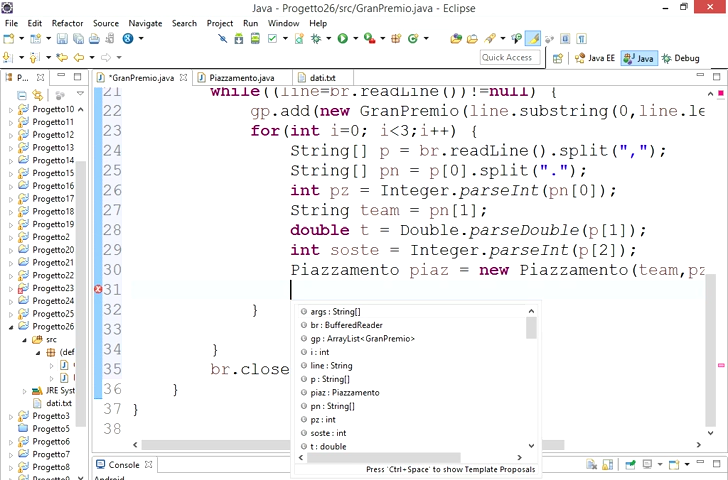 Java - Progetto26/src/GranPremio.java - Eclipse
File Edit Refactor Source Navigate Search Project Run Window Help
Quick Access Java EE Java Debug
P... *GranPremio.java Piazzamento.java dati.txt
Progetto10
Progetto11
Progetto12
Progetto13
Progetto14
Progetto15
Progetto16
Progetto17
Progetto18
Progetto19
Progetto2
Progetto20
Progetto21
Progetto22
Progetto23
Progetto24
Progetto25
Progetto26
src
(def
JRE Syst
dati.txt
Progetto3
Progetto5
Progetto6
Progetto7
Progetto8
Progetto9
21 while((line=br.readLine())!=null) {
22 gp.add(new GranPremio(line.substring(0,line.le
23 for(int i=0; i<3;i++) {
24 String[] p = br.readLine().split(",");
25 String[] pn = p[0].split(".");
26 int pz = Integer.parseInt(pn[0]);
27 String team = pn[1];
28 double t = Double.parseDouble(p[1]);
29 int soste = Integer.parseInt(p[2]);
30 Piazzamento piaz = new Piazzamento(team,pz
31
32 }
33
34 }
35 br.close
36 }
37 }
38
args : String[]
br : BufferedReader
gp : ArrayList<GranPremio>
i : int
line : String
p : String[]
piaz : Piazzamento
pn : String[]
pz : int
soste : int
t : double
Press 'Ctrl+Space' to show Template Proposals
Console
Android